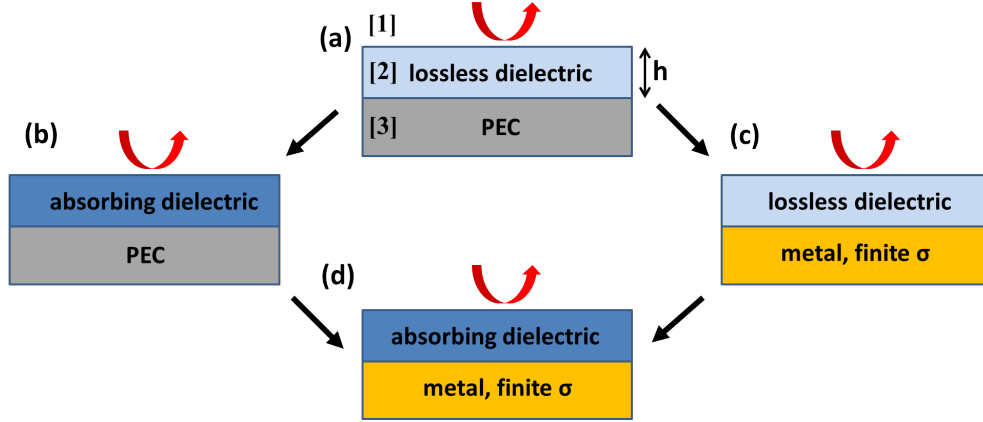 [1]
(a)
[2] lossless dielectric
h
[3] PEC
(b)
absorbing dielectric
PEC
(c)
lossless dielectric
metal, finite σ
(d)
absorbing dielectric
metal, finite σ